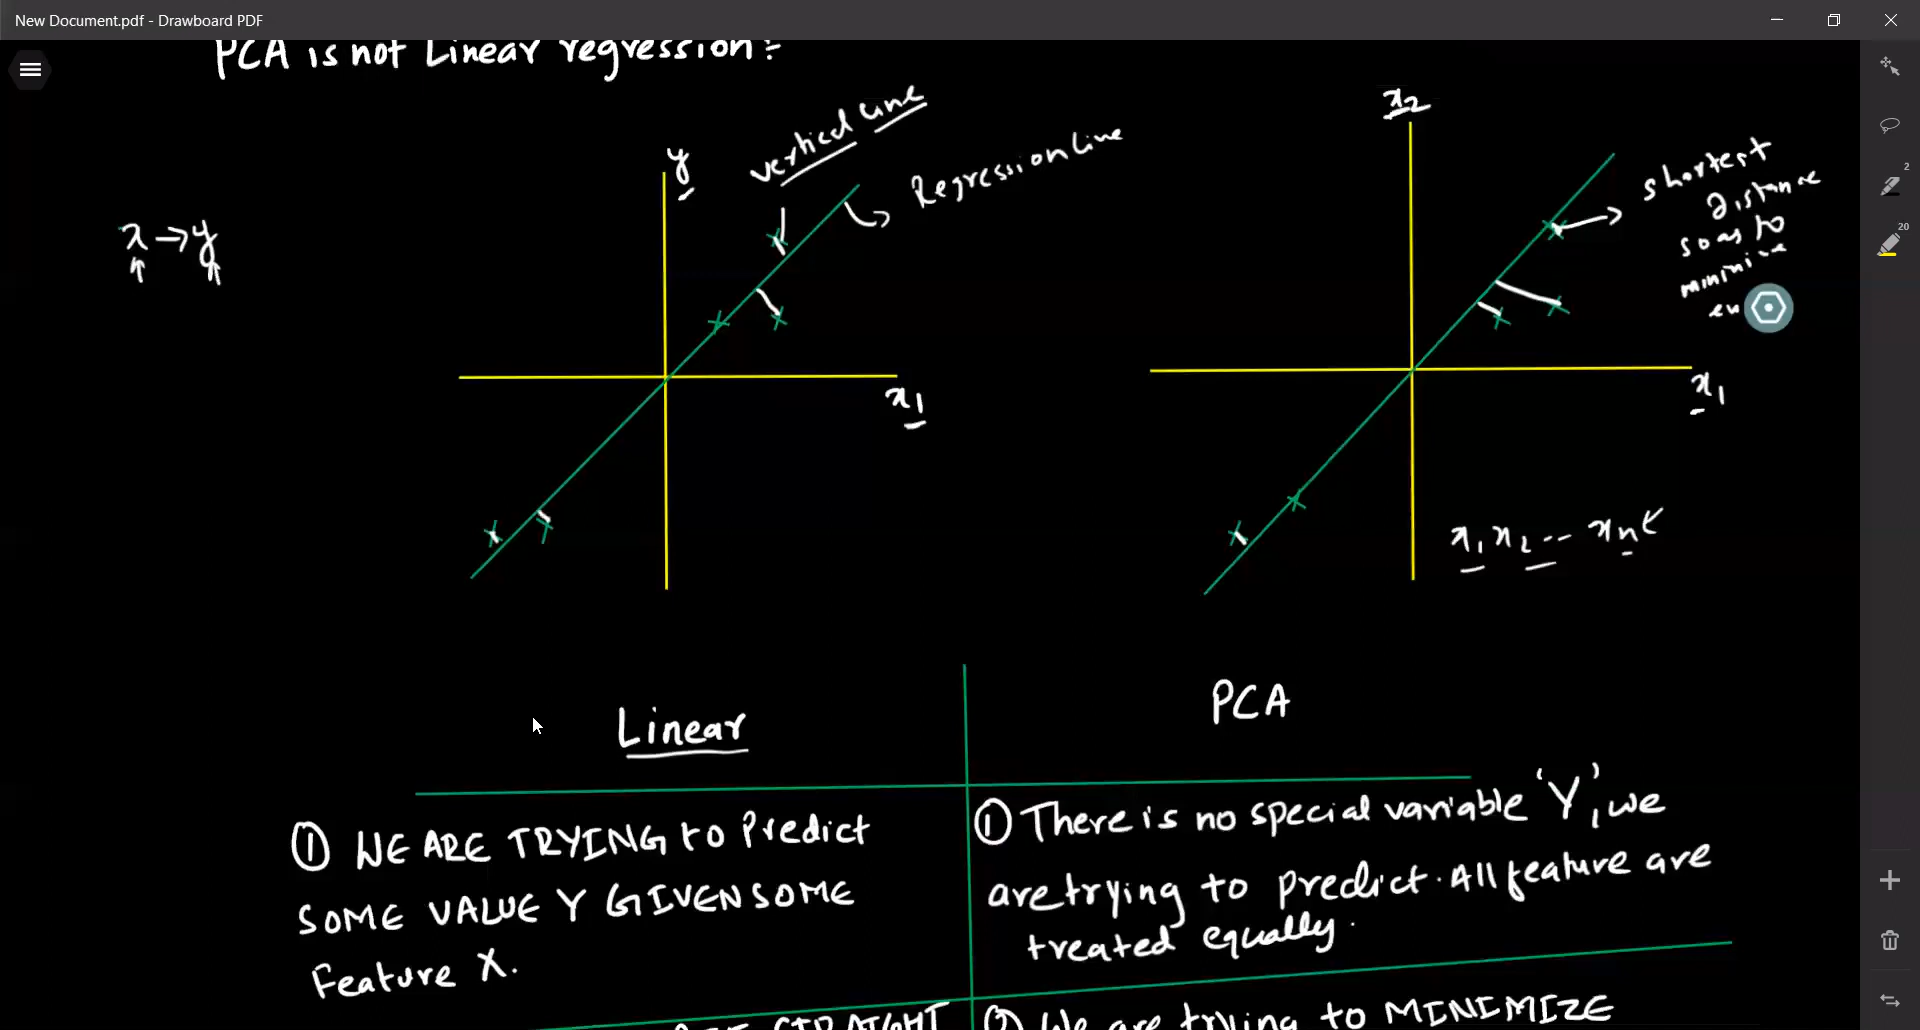 New Document.pdf - Drawboard PDF
PCA is not Linear regression:
vertical Line
Regression Line
y
x → y
x1
x2
shortest
distance
so as to
minimize
x1
x1 x2 -- xn
2
20
Linear
PCA
① WE ARE TRYING to Predict
SOME VALUE Y GIVEN SOME
Feature X.
① There is no special variable 'Y', we
are trying to predict. All feature are
treated equally.
STRAIGHT
② We are trying to MINIMIZE